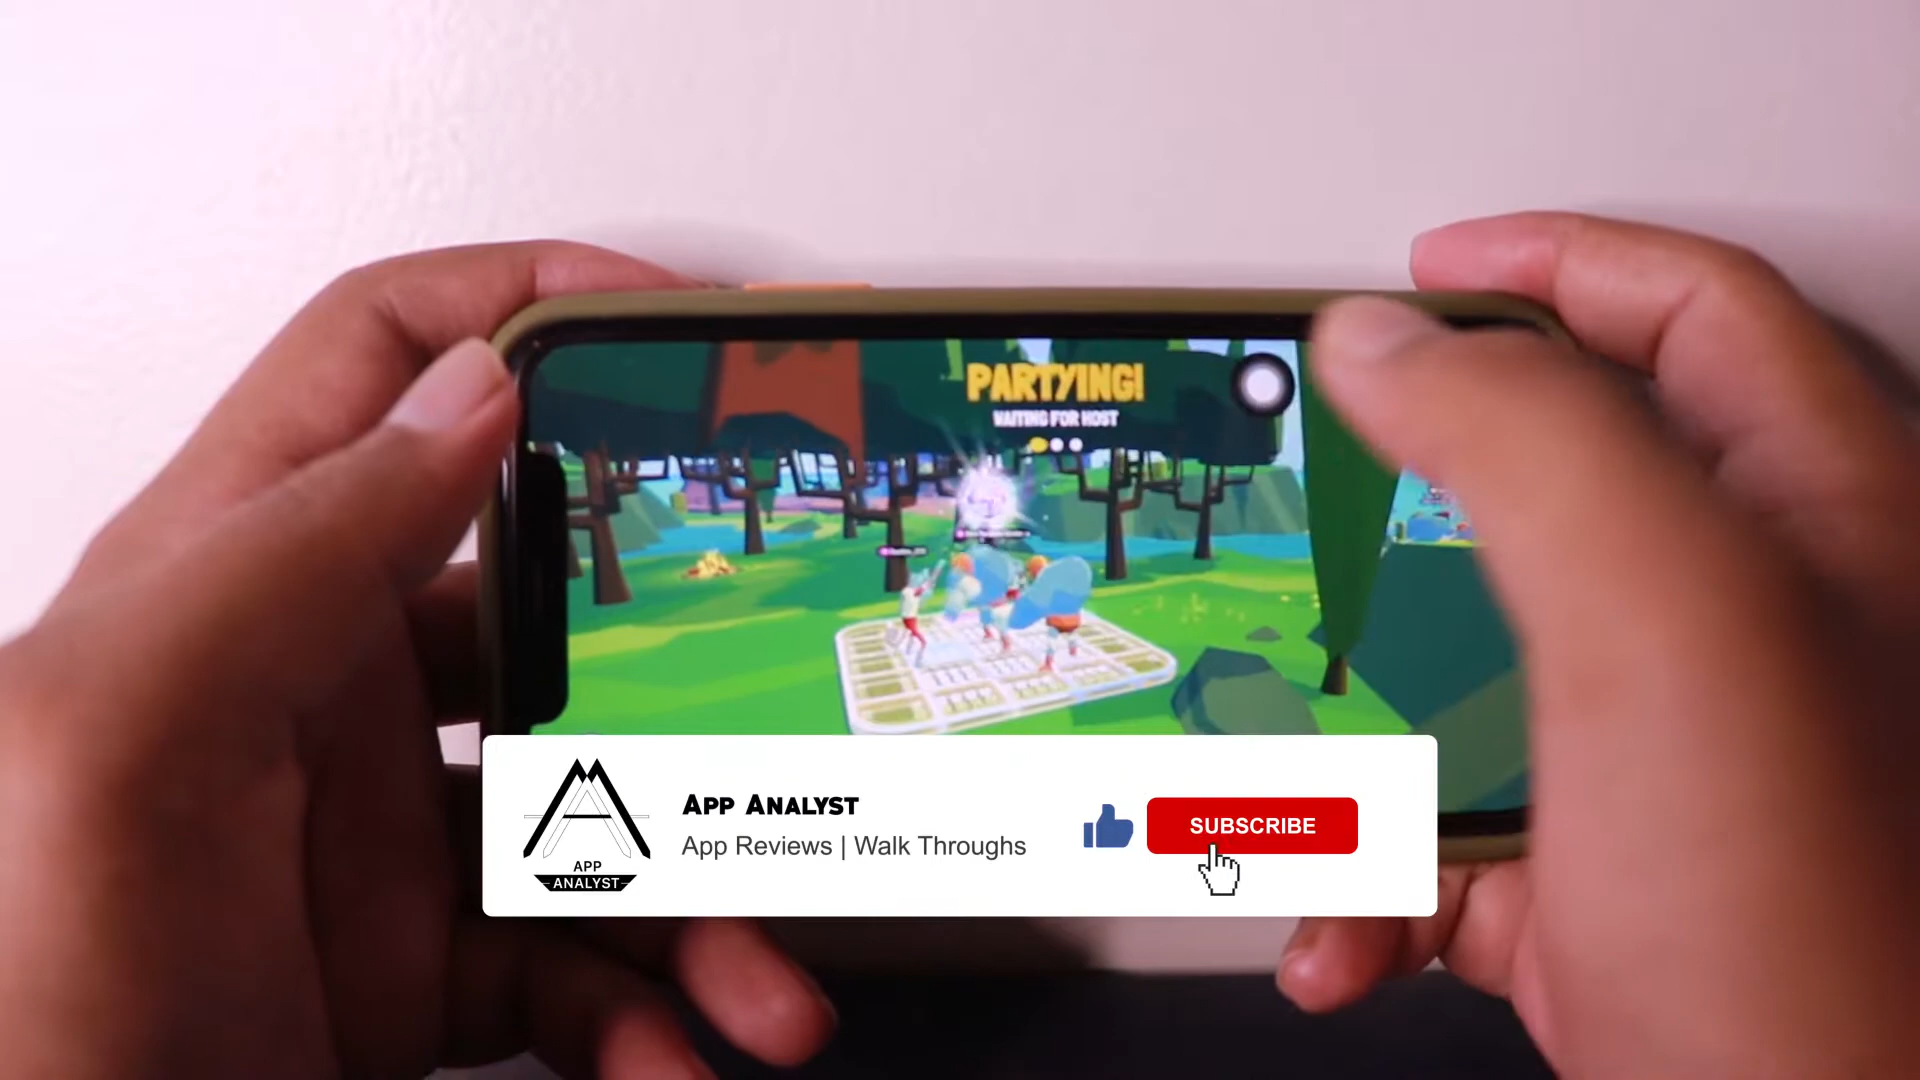 PARTYING!
WAITING FOR HOST
APP ANALYST
App Reviews | Walk Throughs
SUBSCRIBE
APP
ANALYST